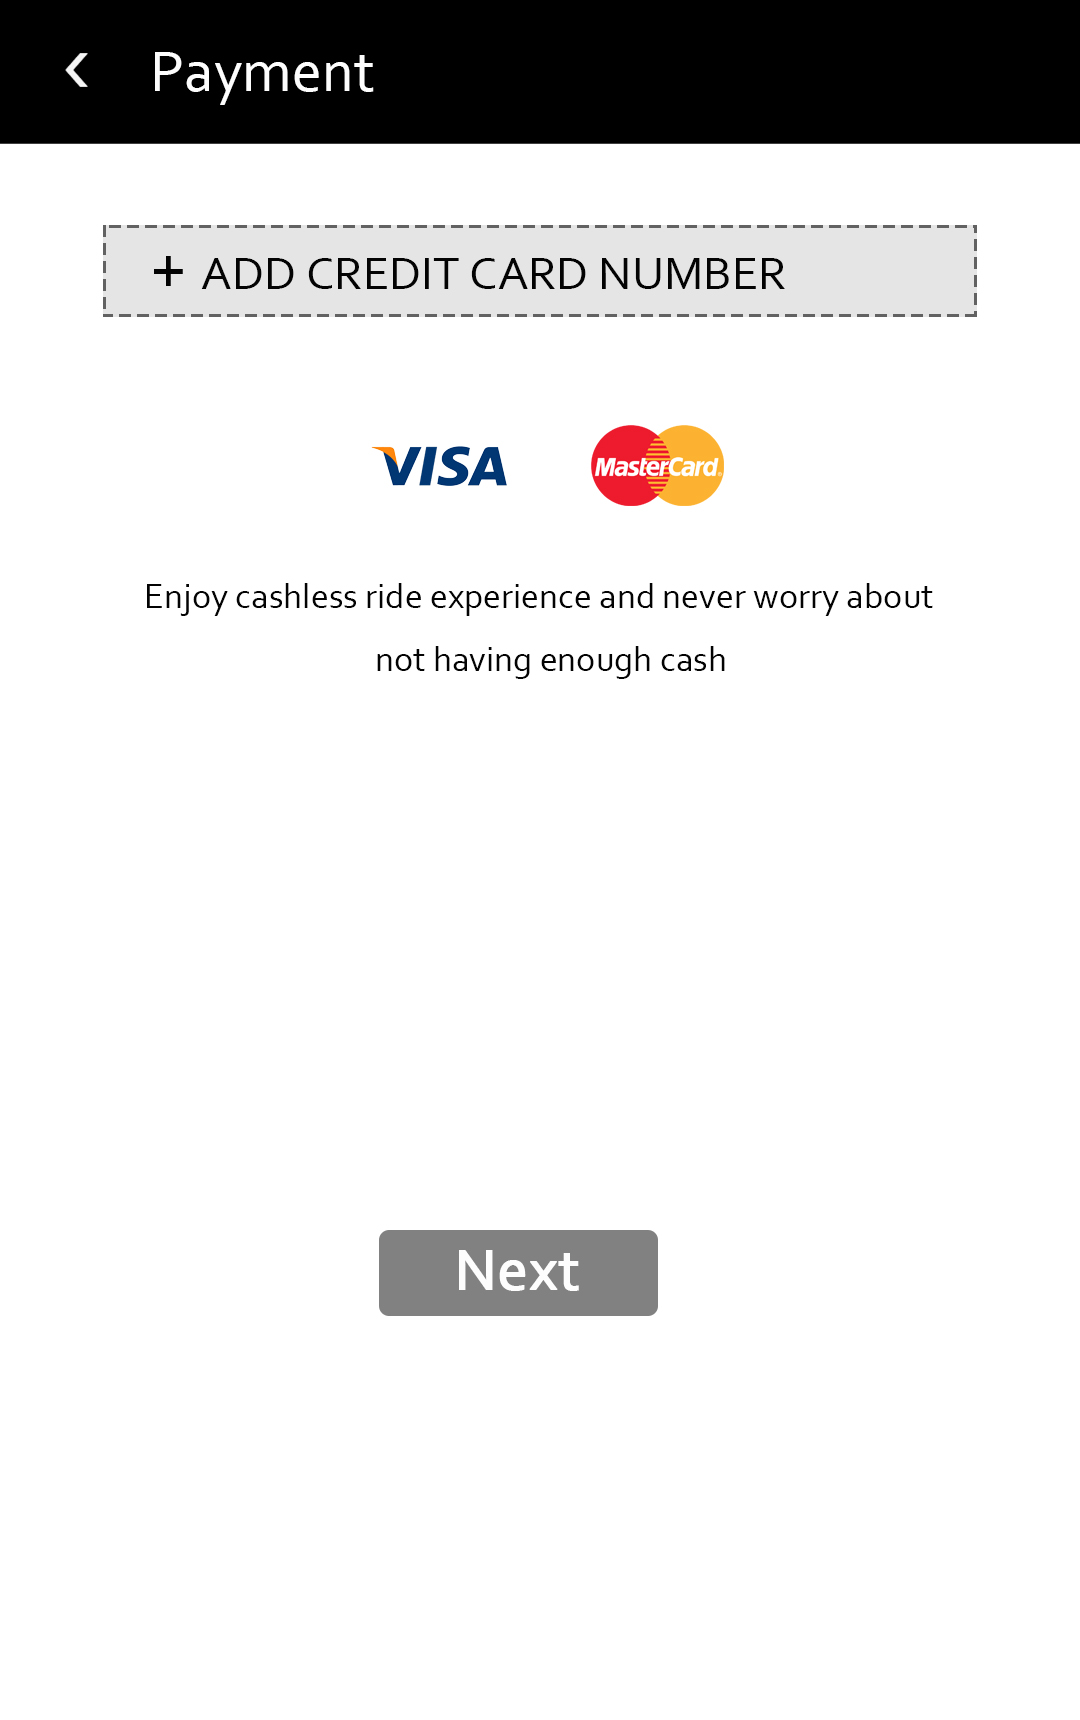 Payment
+ ADD CREDIT CARD NUMBER
VISA MasterCard
Enjoy cashless ride experience and never worry about
not having enough cash
Next